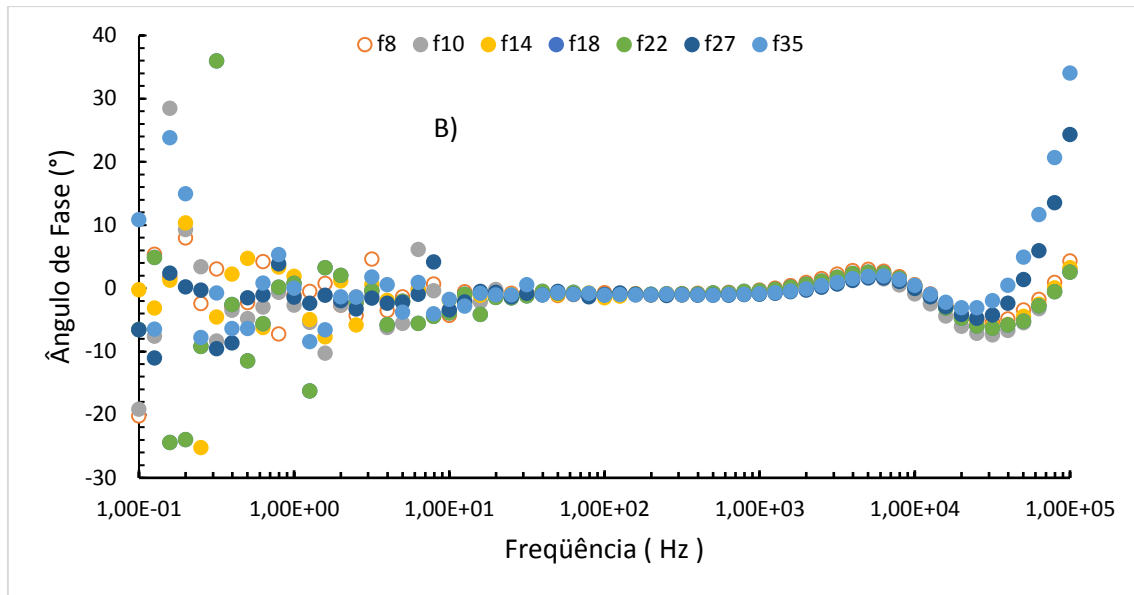 40
f8 f10 f14 f18 f22 f27 f35
30
B)
20
10
0
-10
-20
-30
Ângulo de Fase (°)
1,00E-01 1,00E+00 1,00E+01 1,00E+02 1,00E+03 1,00E+04 1,00E+05
Freqüência ( Hz )